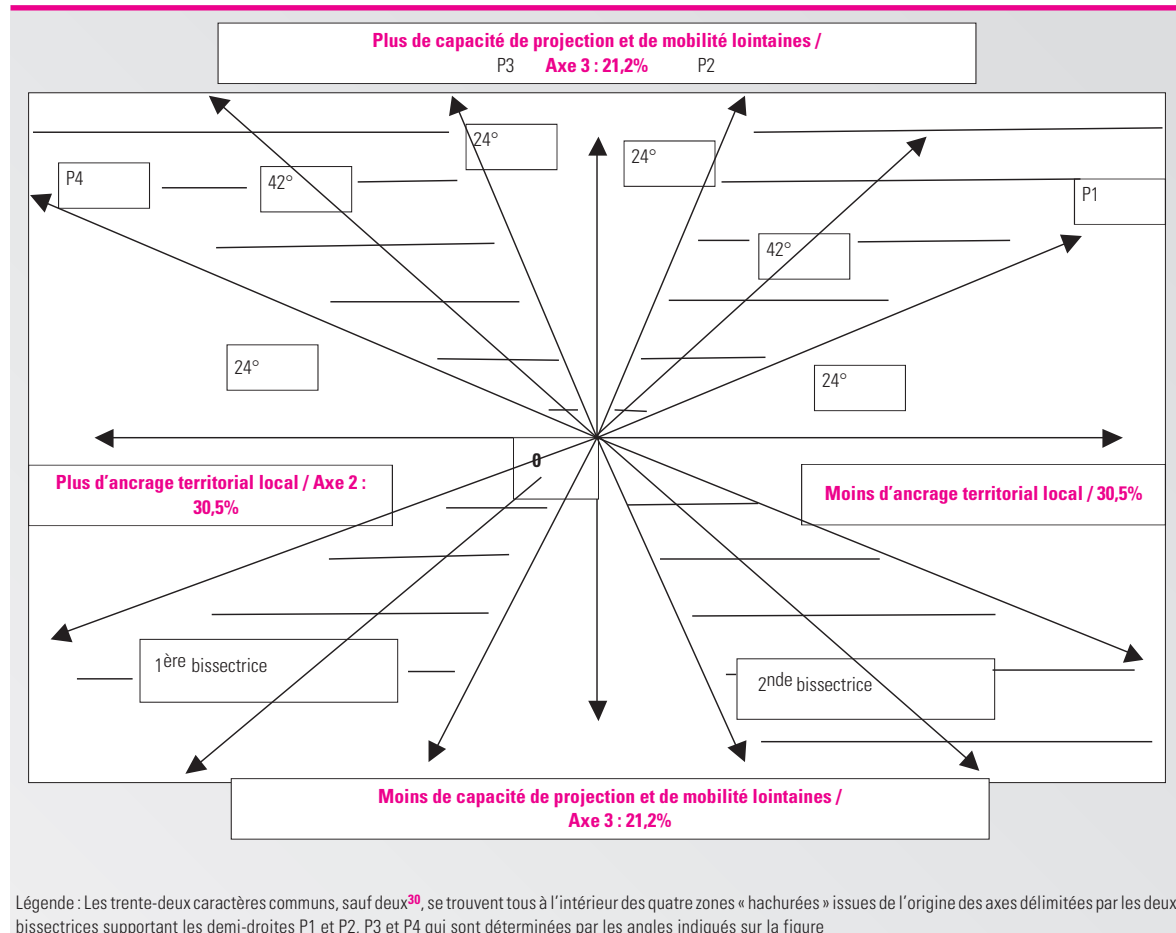 Plus de capacité de projection et de mobilité lointaines /
P3 Axe 3 : 21,2% P2
24°
24°
P4
42°
P1
42°
24°
24°
0
Plus d'ancrage territorial local / Axe 2 :
30,5%
Moins d'ancrage territorial local / 30,5%
1ère bissectrice
2nde bissectrice
Moins de capacité de projection et de mobilité lointaines /
Axe 3 : 21,2%
Légende : Les trente-deux caractères communs, sauf deux30, se trouvent tous à l'intérieur des quatre zones « hachurées » issues de l'origine des axes délimitées par les deux
bissectrices supportant les demi-droites P1 et P2, P3 et P4 qui sont déterminées par les angles indiqués sur la figure